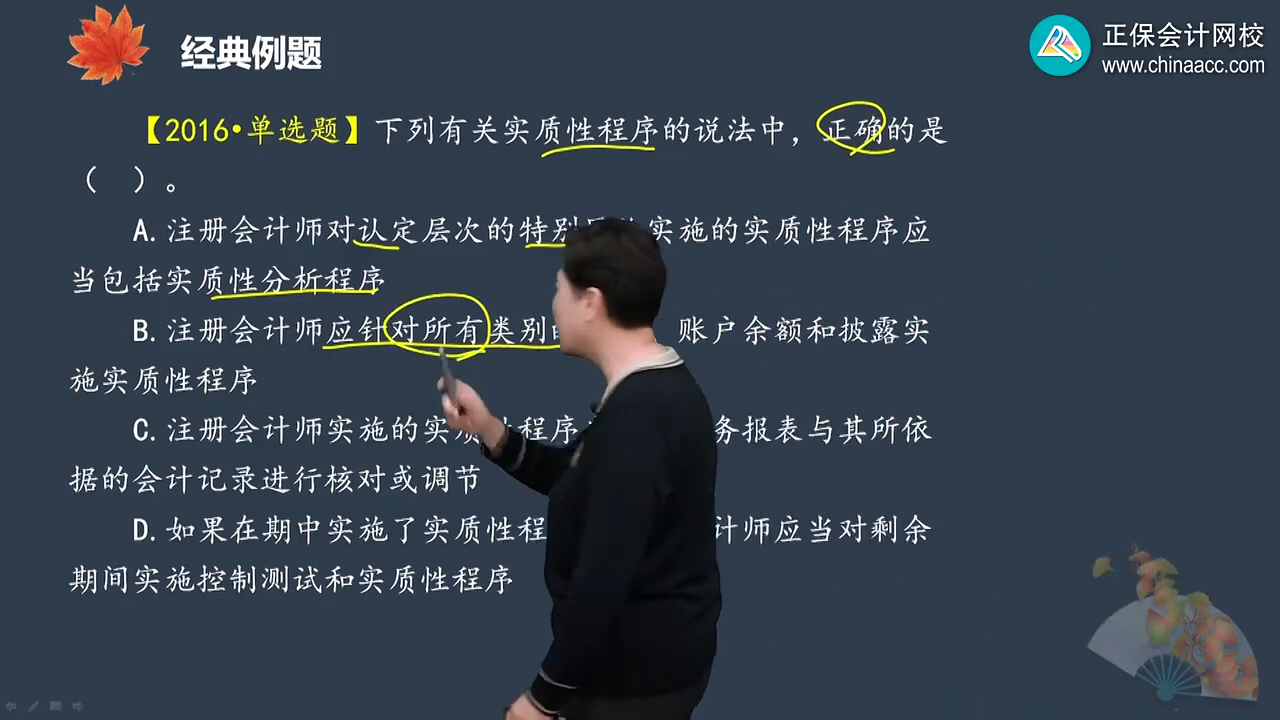 经典例题
正保会计网校
www.chinaacc.com
【2016•单选题】下列有关实质性程序的说法中，正确的是
（ ）。
A.注册会计师对认定层次的特别 实施的实质性程序应
当包括实质性分析程序
B.注册会计师应针对所有类别 账户余额和披露实
施实质性程序
C.注册会计师实施的实质性程序 务报表与其所依
据的会计记录进行核对或调节
D.如果在期中实施了实质性程 计师应当对剩余
期间实施控制测试和实质性程序